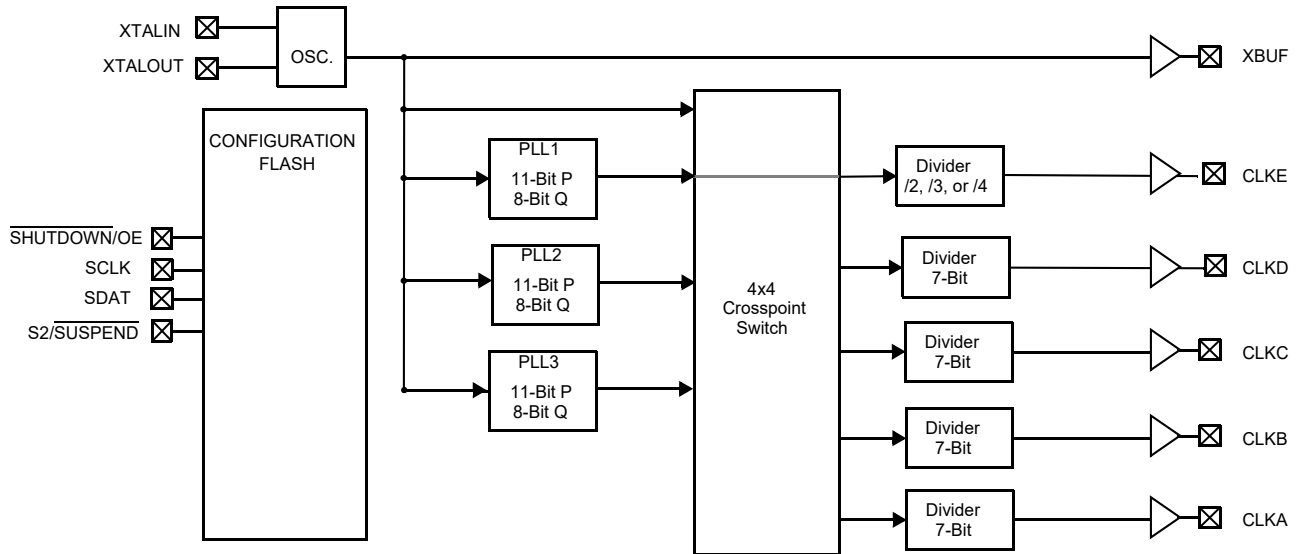 XTALIN
XTALOUT
OSC.
XBUF
CONFIGURATION
FLASH
SHUTDOWN/OE
SCLK
SDAT
S2/SUSPEND
PLL1
11-Bit P
8-Bit Q
PLL2
11-Bit P
8-Bit Q
PLL3
11-Bit P
8-Bit Q
4x4
Crosspoint
Switch
Divider
/2, /3, or /4
CLKE
Divider
7-Bit
CLKD
Divider
7-Bit
CLKC
Divider
7-Bit
CLKB
Divider
7-Bit
CLKA